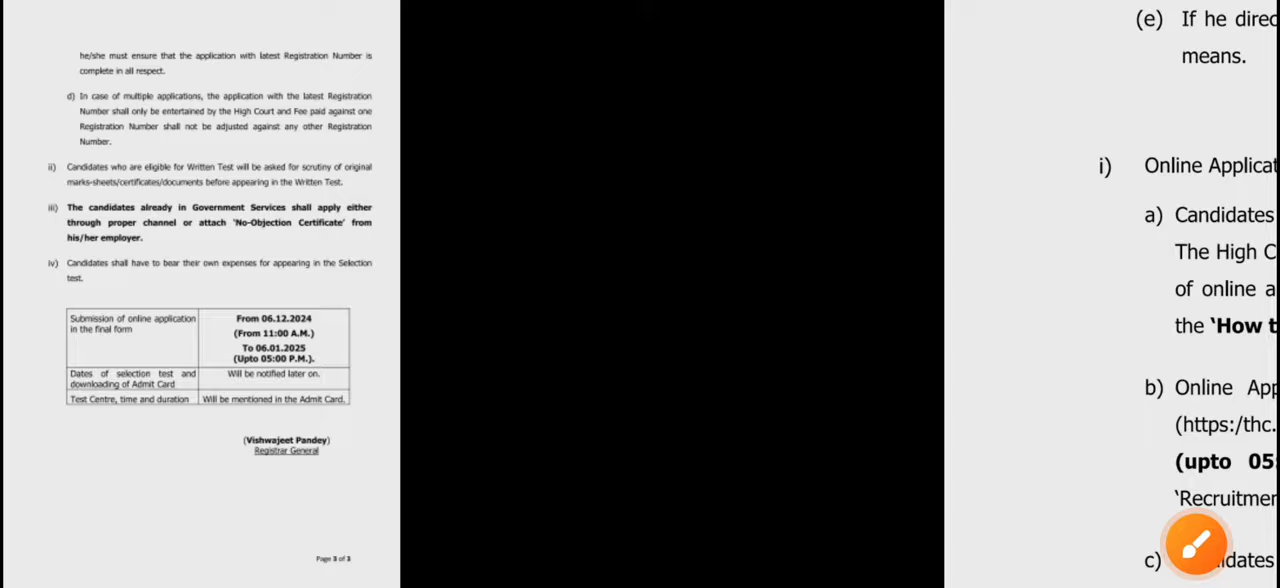 he/she must ensure that the application with latest Registration Number is
complete in all respect.
d) In case of multiple applications, the application with the latest Registration
Number shall only be entertained by the High Court and Fee paid against one
Registration Number shall not be adjusted against any other Registration
Number.
ii) Candidates who are eligible for Written Test will be asked for scrutiny of original
marks-sheets/certificates/documents before appearing in the Written Test.
iii) The candidates already in Government Services shall apply either
through proper channel or attach 'No-Objection Certificate' from
his/her employer.
iv) Candidates shall have to bear their own expenses for appearing in the Selection
test.
Submission of online application
in the final form
From 06.12.2024
(From 11:00 A.M.)
To 06.01.2025
(Upto 05:00 P.M.).
Dates of selection test and
downloading of Admit Card
Will be notified later on.
Test Centre, time and duration
Will be mentioned in the Admit Card.
(Vishwajeet Pandey)
Registrar General
Page 3 of 3
(e) If he direc
means.
i) Online Applicat
a) Candidates
The High C
of online a
the 'How t
b) Online App
(https:/thc.
(upto 05:
'Recruitmen
c) idates